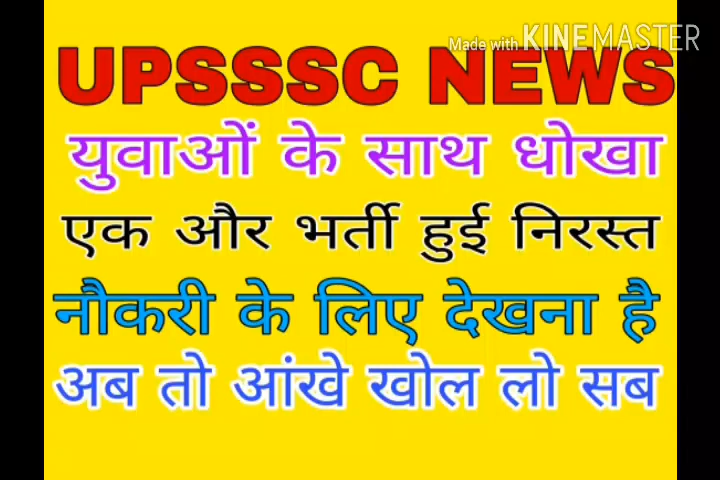 Made with KINEMASTER
UPSSSC NEWS
युवाओं के साथ धोखा
एक और भर्ती हुई निरस्त
नौकरी के लिए देखना है
अब तो आंखे खोल लो सब